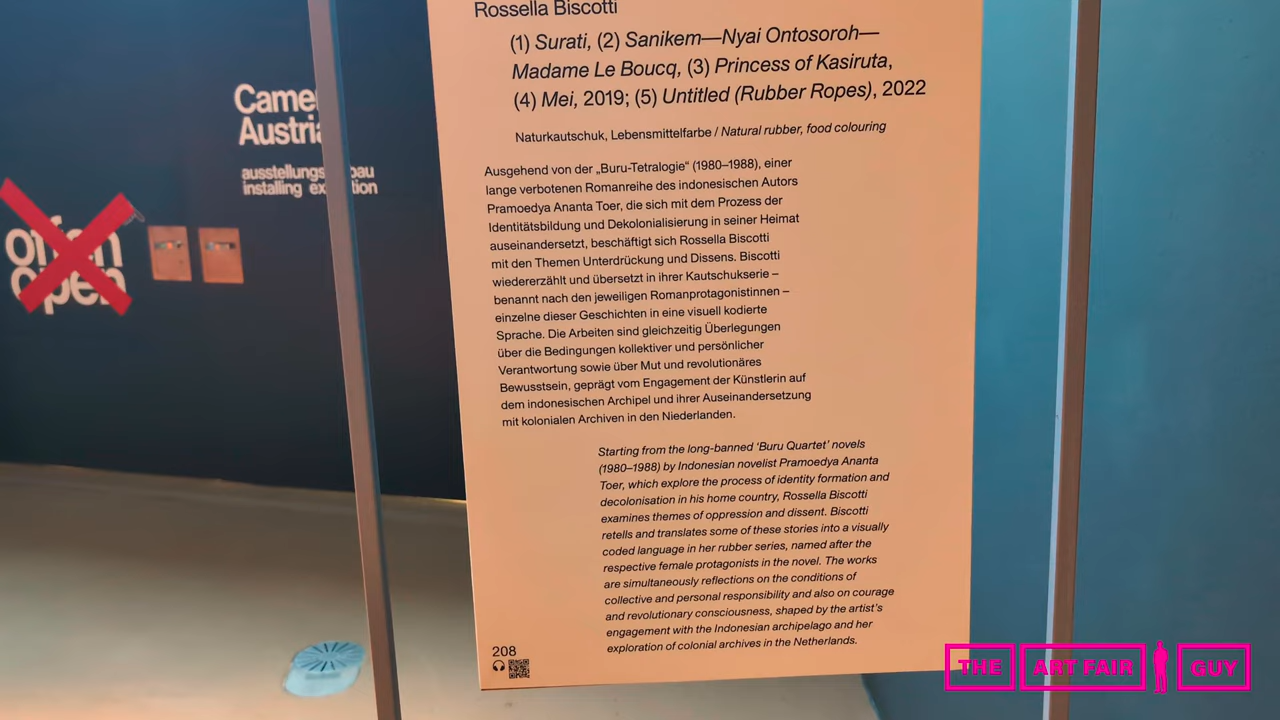 Rossella Biscotti
(1) Surati, (2) Sanikem—Nyai Ontosoroh—
Madame Le Boucq, (3) Princess of Kasiruta,
(4) Mei, 2019; (5) Untitled (Rubber Ropes), 2022
Naturkautschuk, Lebensmittelfarbe / Natural rubber, food colouring
Ausgehend von der „Buru-Tetralogie“ (1980–1988), einer
lange verbotenen Romanreihe des indonesischen Autors
Pramoedya Ananta Toer, die sich mit dem Prozess der
Identitätsbildung und Dekolonialisierung in seiner Heimat
auseinandersetzt, beschäftigt sich Rossella Biscotti
mit den Themen Unterdrückung und Dissens. Biscotti
wiedererzählt und übersetzt in ihrer Kautschukserie –
benannt nach den jeweiligen Romanprotagonistinnen –
einzelne dieser Geschichten in eine visuell kodierte
Sprache. Die Arbeiten sind gleichzeitig Überlegungen
über die Bedingungen kollektiver und persönlicher
Verantwortung sowie über Mut und revolutionäres
Bewusstsein, geprägt vom Engagement der Künstlerin auf
dem indonesischen Archipel und ihrer Auseinandersetzung
mit kolonialen Archiven in den Niederlanden.
Starting from the long-banned ‘Buru Quartet’ novels
(1980–1988) by Indonesian novelist Pramoedya Ananta
Toer, which explore the process of identity formation and
decolonisation in his home country, Rossella Biscotti
examines themes of oppression and dissent. Biscotti
retells and translates some of these stories into a visually
coded language in her rubber series, named after the
respective female protagonists in the novel. The works
are simultaneously reflections on the conditions of
collective and personal responsibility and also on courage
and revolutionary consciousness, shaped by the artist’s
engagement with the Indonesian archipelago and her
exploration of colonial archives in the Netherlands.
208
Came
Austria
ausstellungs bau
installing ex tion
offen
open
THE ART FAIR GUY